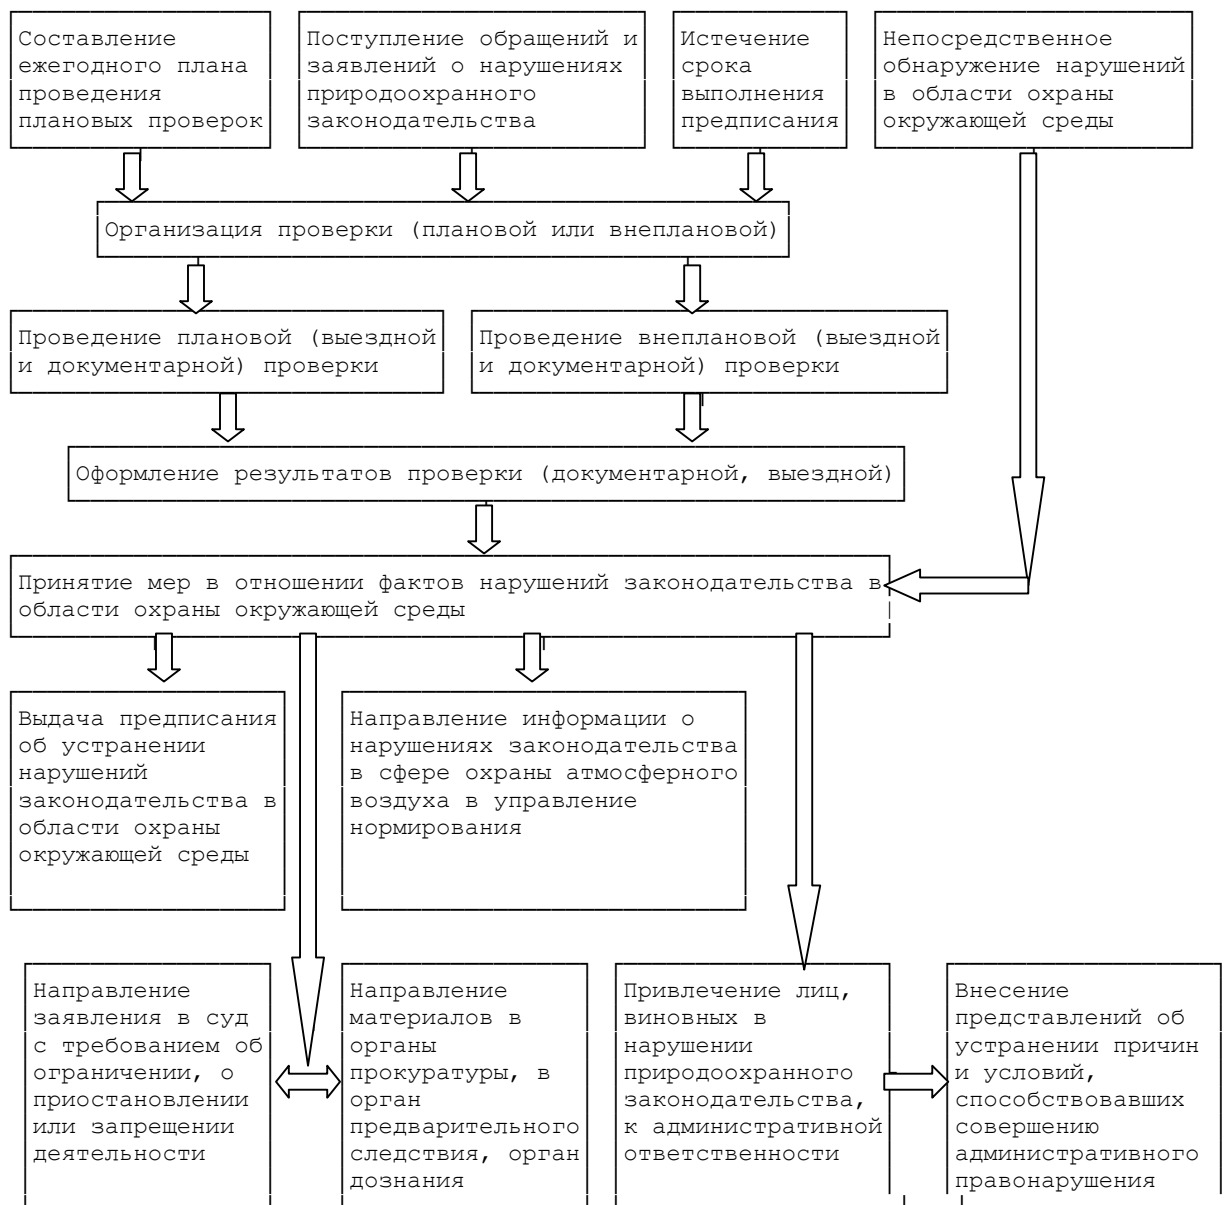 Составление
ежегодного плана
проведения
плановых проверок
Поступление обращений и
заявлений о нарушениях
природоохранного
законодательства
Истечение
срока
выполнения
предписания
Непосредственное
обнаружение нарушений
в области охраны
окружающей среды
Организация проверки (плановой или внеплановой)
Проведение плановой (выездной
и документарной) проверки
Проведение внеплановой (выездной
и документарной) проверки
Оформление результатов проверки (документарной, выездной)
Принятие мер в отношении фактов нарушений законодательства в
области охраны окружающей среды
Выдача предписания
об устранении
нарушений
законодательства в
области охраны
окружающей среды
Направление информации о
нарушениях законодательства
в сфере охраны атмосферного
воздуха в управление
нормирования
Направление
заявления в суд
с требованием об
ограничении, о
приостановлении
или запрещении
деятельности
Направление
материалов в
органы
прокуратуры, в
орган
предварительного
следствия, орган
дознания
Привлечение лиц,
виновных в
нарушении
природоохранного
законодательства,
к административной
ответственности
Внесение
представлений об
устранении причин
и условий,
способствовавших
совершению
административного
правонарушения